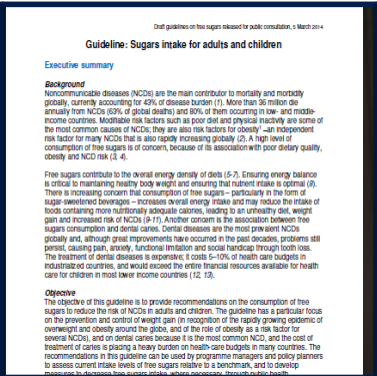 Draft guidelines on free sugars released for public consultation, 5 March 2014
Guideline: Sugars intake for adults and children
Executive summary
Background
Noncommunicable diseases (NCDs) are the main contributor to mortality and morbidity
globally, currently accounting for 43% of disease burden (1). More than 36 million die
annually from NCDs (63% of global deaths) and 80% of them occurring in low- and middle-
income countries. Modifiable risk factors such as poor diet and physical inactivity are some of
the most common causes of NCDs; they are also risk factors for obesity¹ –an independent
risk factor for many NCDs that is also rapidly increasing globally (2). A high level of
consumption of free sugars is of concern, because of its association with poor dietary quality,
obesity and NCD risk (3, 4).
Free sugars contribute to the overall energy density of diets (5-7). Ensuring energy balance
is critical to maintaining healthy body weight and ensuring that nutrient intake is optimal (8).
There is increasing concern that consumption of free sugars – particularly in the form of
sugar-sweetened beverages – increases overall energy intake and may reduce the intake of
foods containing more nutritionally adequate calories, leading to an unhealthy diet, weight
gain and increased risk of NCDs (9-11). Another concern is the association between free
sugars consumption and dental caries. Dental diseases are the most prevalent NCDs
globally and, although great improvements have occurred in the past decades, problems still
persist, causing pain, anxiety, functional limitation and social handicap through tooth loss.
The treatment of dental diseases is expensive; it costs 5–10% of health care budgets in
industrialized countries, and would exceed the entire financial resources available for health
care for children in most lower income countries (12, 13).
Objective
The objective of this guideline is to provide recommendations on the consumption of free
sugars to reduce the risk of NCDs in adults and children. The guideline has a particular focus
on the prevention and control of weight gain (in recognition of the rapidly growing epidemic of
overweight and obesity around the globe, and of the role of obesity as a risk factor for
several NCDs), and on dental caries because it is the most common NCD, and the cost of
treatment of caries is placing a heavy burden on health-care budgets in many countries. The
recommendations in this guideline can be used by programme managers and policy planners
to assess current intake levels of free sugars relative to a benchmark, and to develop
measures to decrease free sugars intake, where necessary, through public health